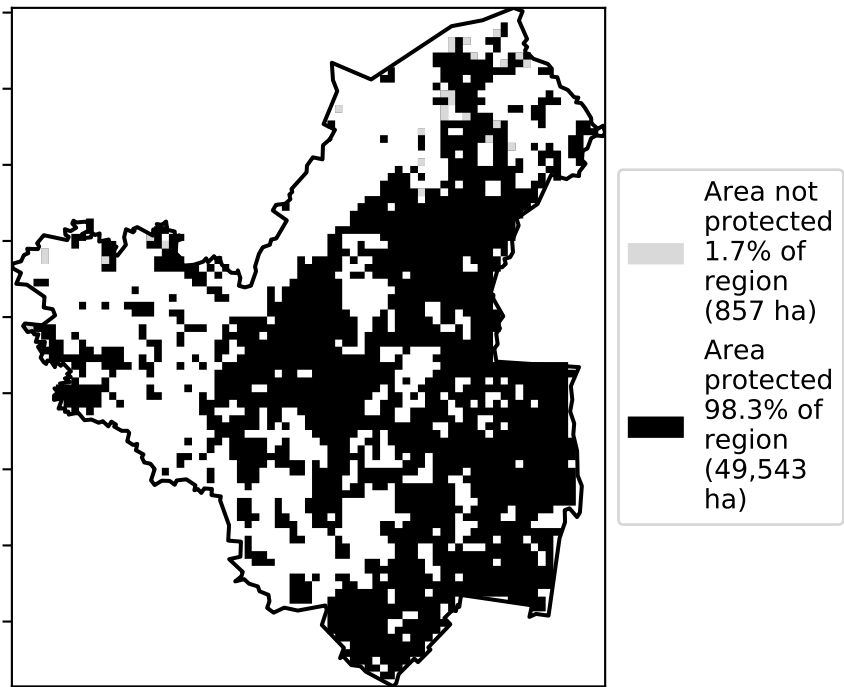 Area not
protected
1.7% of
region
(857 ha)
Area
protected
98.3% of
region
(49,543
ha)